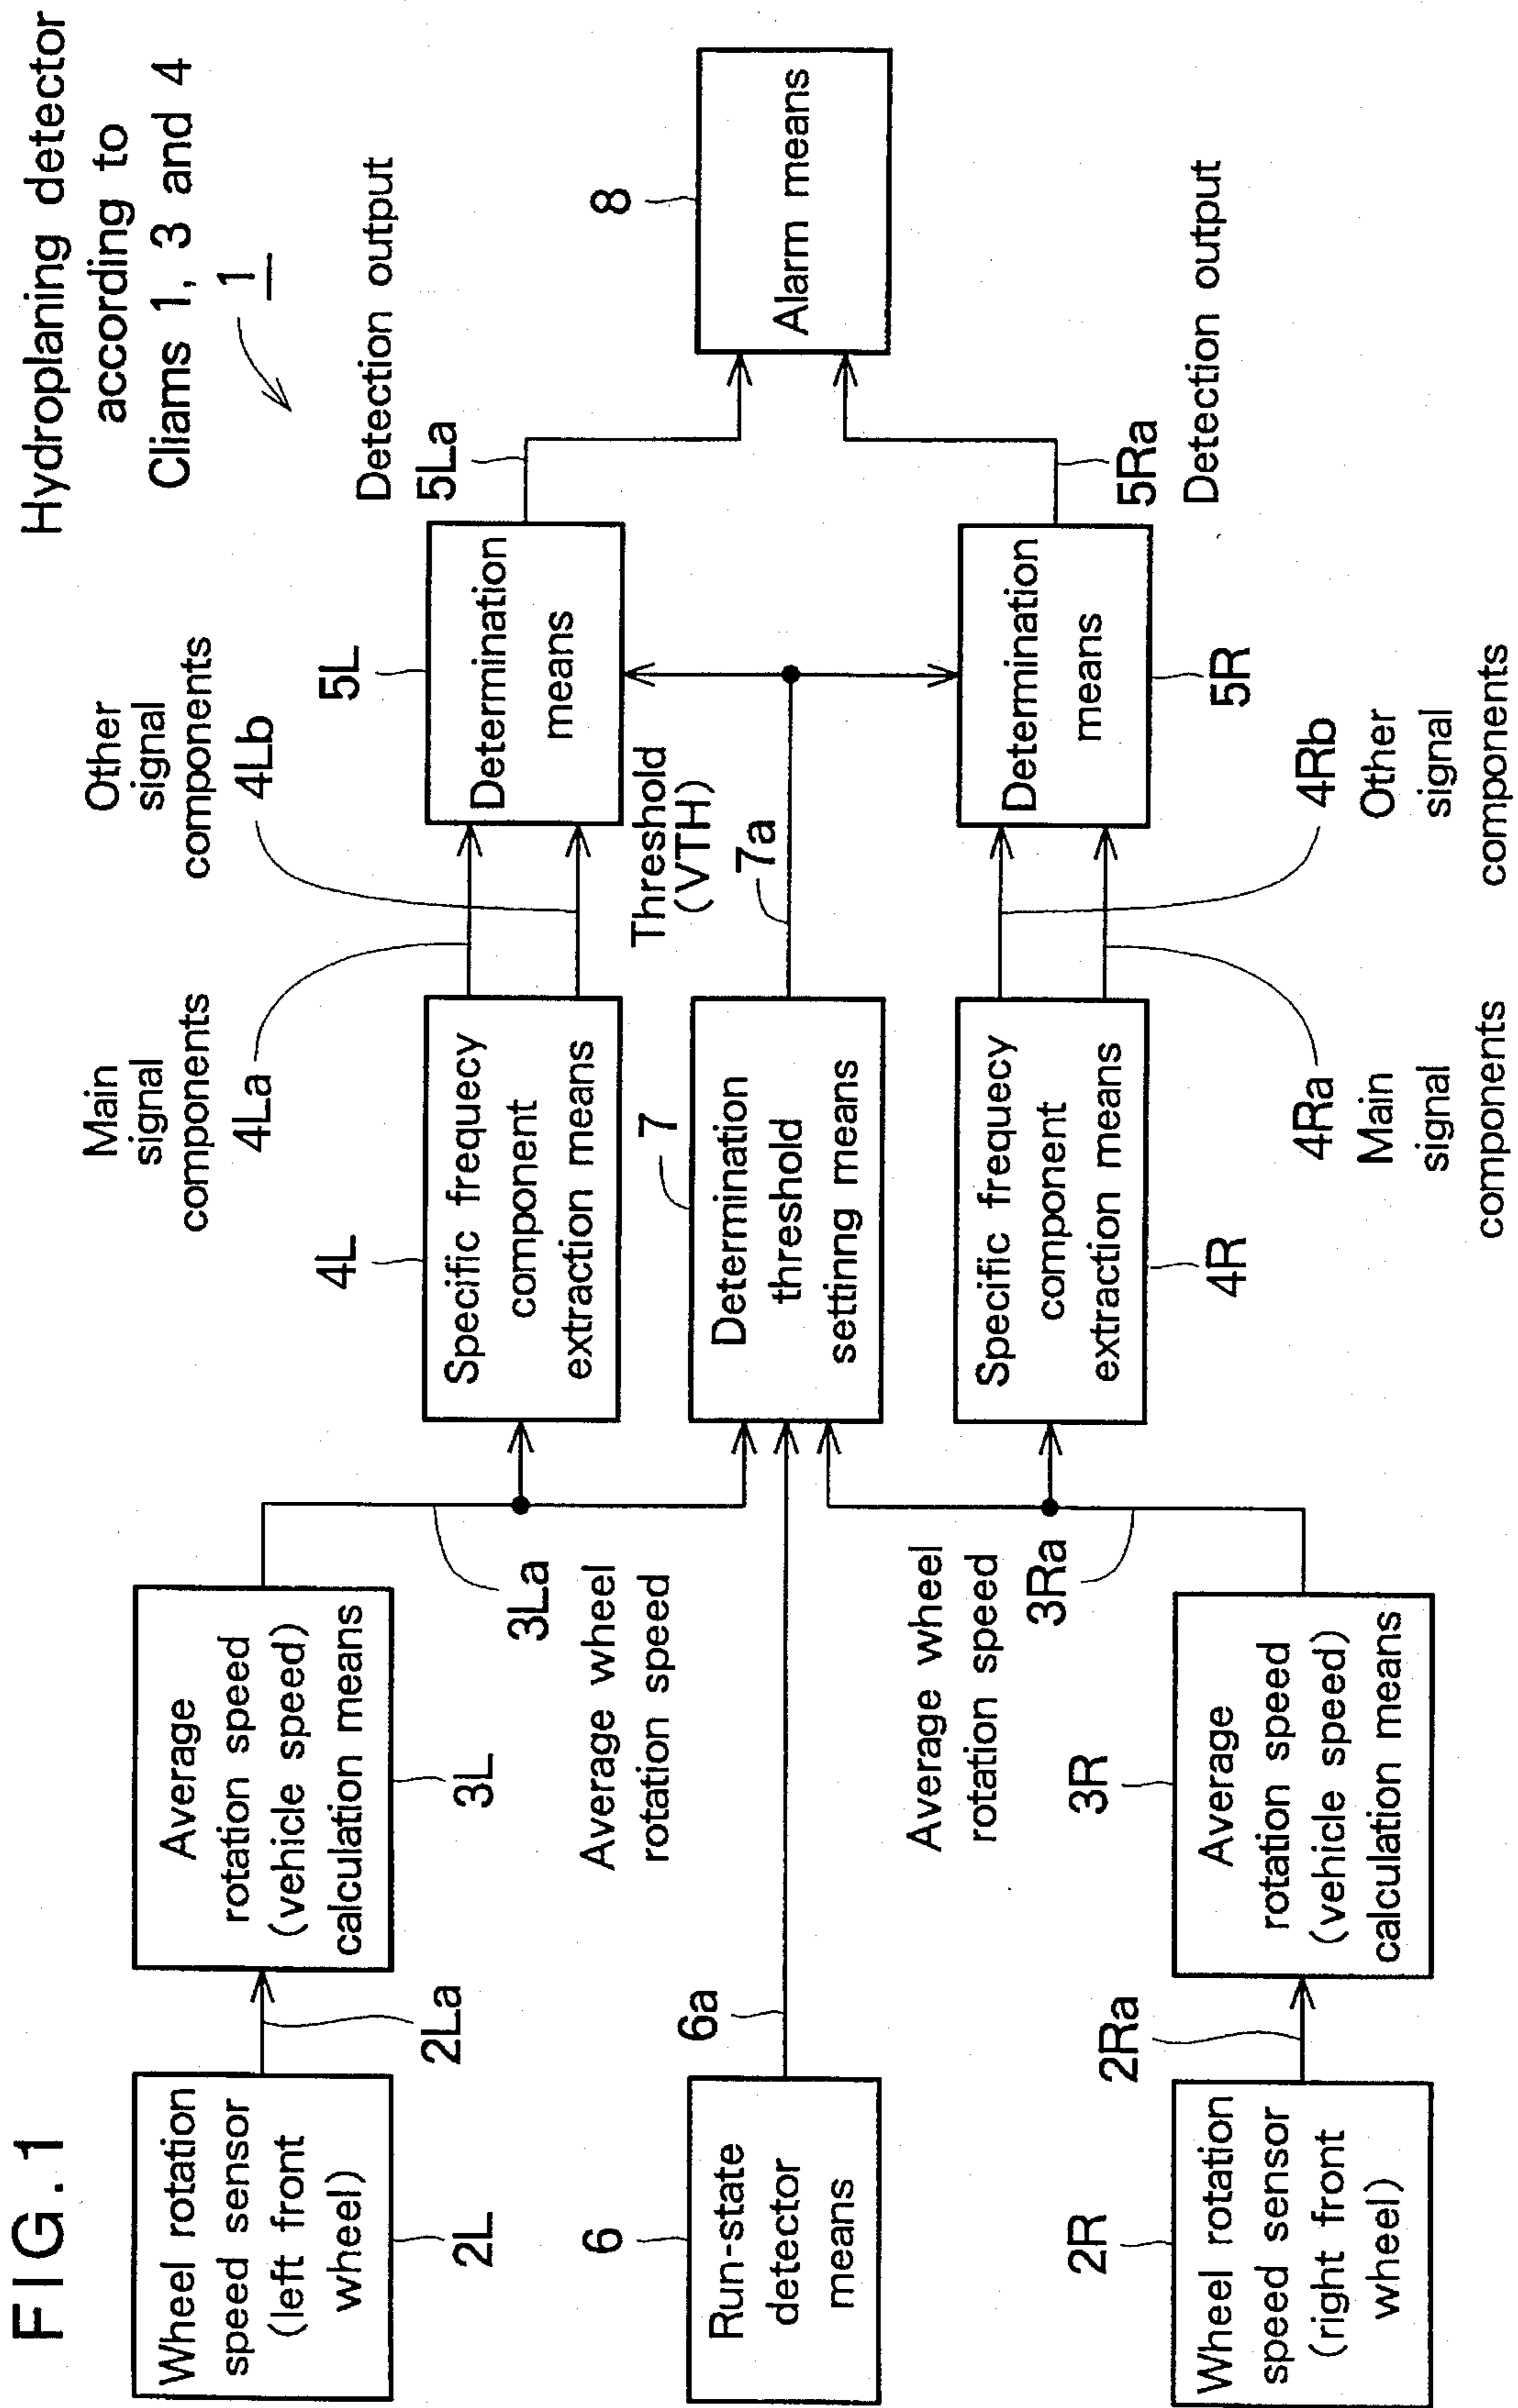 FIG.1
Hydroplaning detector
according to
Cliams 1, 3 and 4
1
Wheel rotation
speed sensor
(left front
wheel)
2L
2La
Average
rotation speed
(vehicle speed)
calculation means
3L
3La
Average wheel
rotation speed
Specific frequecy
component
extraction means
4L
Main
signal
components
4La
Other
signal
components
4Lb
Determination
means
5L
5La
Detection output
Run-state
detector
means
6
6a
Determination
threshold
settinng means
7
Threshold
(VTH)
7a
Alarm means
8
Wheel rotation
speed sensor
(right front
wheel)
2R
2Ra
Average
rotation speed
(vehicle speed)
calculation means
3R
Average wheel
rotation speed
3Ra
Specific frequecy
component
extraction means
4R
4Ra
Main
signal
components
4Rb
Other
signal
components
Determination
means
5R
5Ra
Detection output